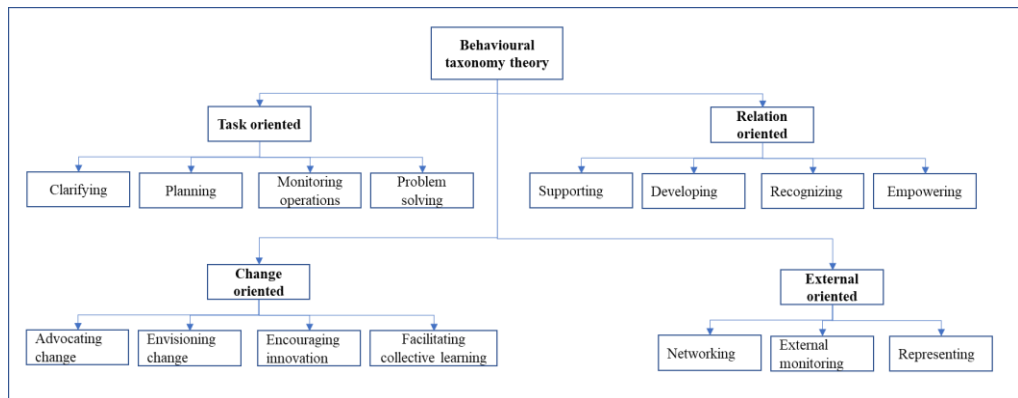 Behavioural
taxonomy theory
Task oriented
Relation
oriented
Clarifying
Planning
Monitoring
operations
Problem
solving
Supporting
Developing
Recognizing
Empowering
Change
oriented
External
oriented
Advocating
change
Envisioning
change
Encouraging
innovation
Facilitating
collective learning
Networking
External
monitoring
Representing